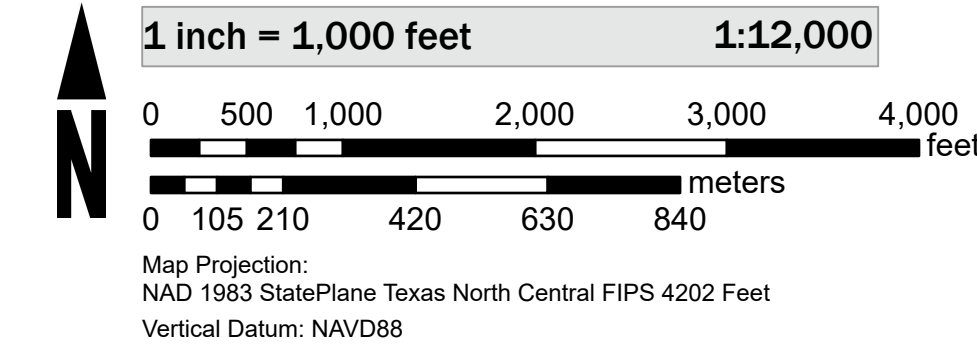 N
1 inch = 1,000 feet 1:12,000
0 500 1,000 2,000 3,000 4,000
feet
meters
0 105 210 420 630 840
Map Projection:
NAD 1983 StatePlane Texas North Central FIPS 4202 Feet
Vertical Datum: NAVD88